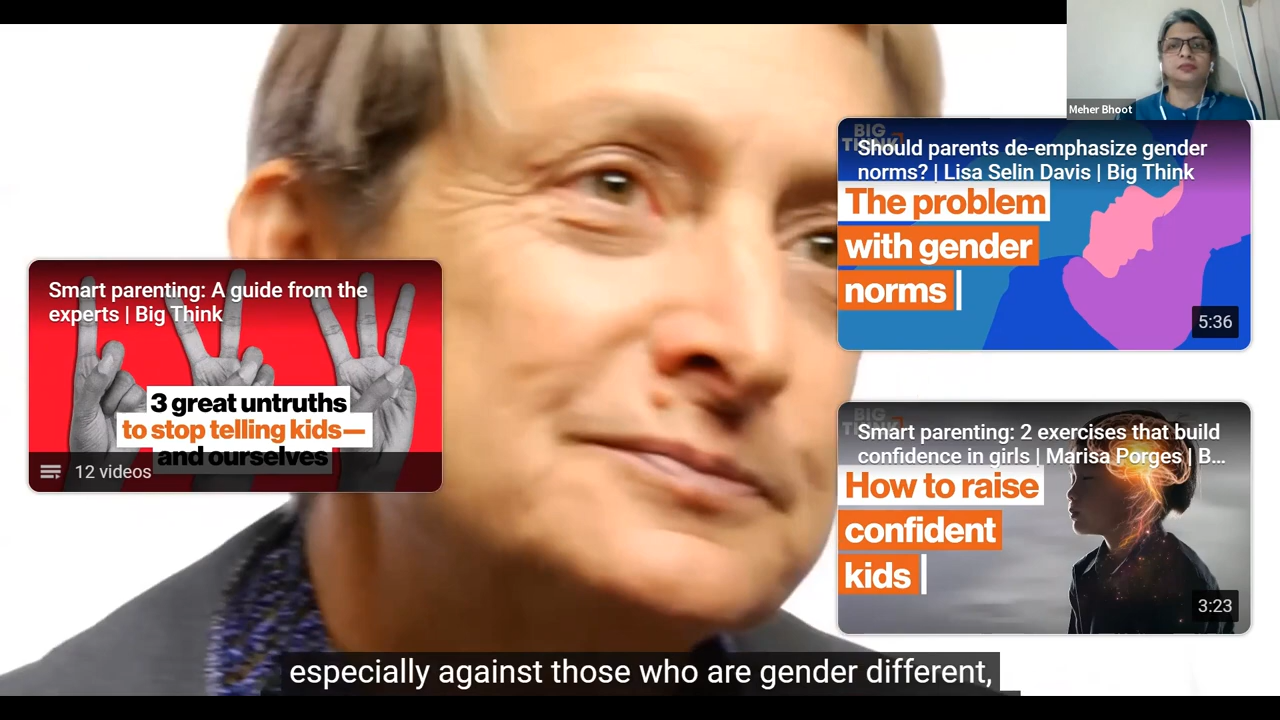 Meher Bhoot
BIG
THINK
Should parents de-emphasize gender
norms? | Lisa Selin Davis | Big Think
The problem
with gender
norms
5:36
Smart parenting: A guide from the
experts | Big Think
3 great untruths
to stop telling kids—
and ourselves
12 videos
BIG
Smart parenting: 2 exercises that build
confidence in girls | Marisa Porges | B...
How to raise
confident
kids
3:23
especially against those who are gender different,